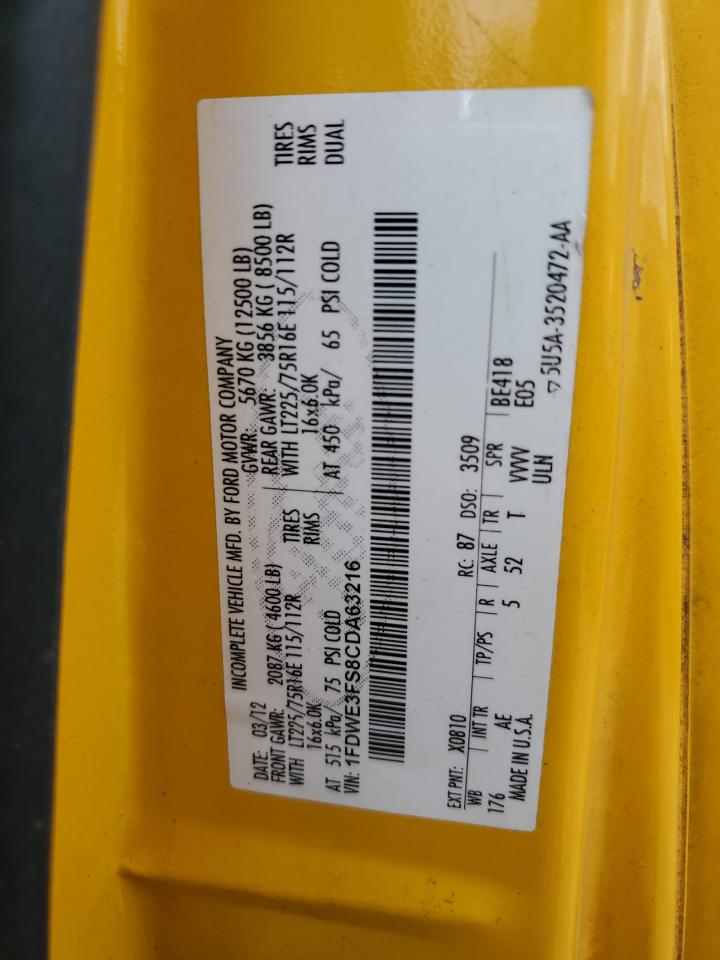 INCOMPLETE VEHICLE MFD. BY FORD MOTOR COMPANY
DATE: 03/12 GVWR: 5670 KG (12500 LB)
FRONT GAWR: 2087 KG ( 4600 LB) REAR GAWR: 3856 KG ( 8500 LB)
WITH LT225/75R16E 115/112R TIRES WITH LT225/75R16E 115/112R TIRES
16x6.0K RIMS 16x6.0K RIMS
AT 515 kPa/ 75 PSI COLD AT 450 kPa/ 65 PSI COLD DUAL
VIN: 1FDWE3FS8CDA63216
EXT PNT: X0810 RC: 87 DSO: 3509
WB INT TR TP/PS R AXLE TR SPR BE418
176 AE 5 52 T VVV E05
MADE IN U.S.A. ULN
▽5U5A-3520472-AA